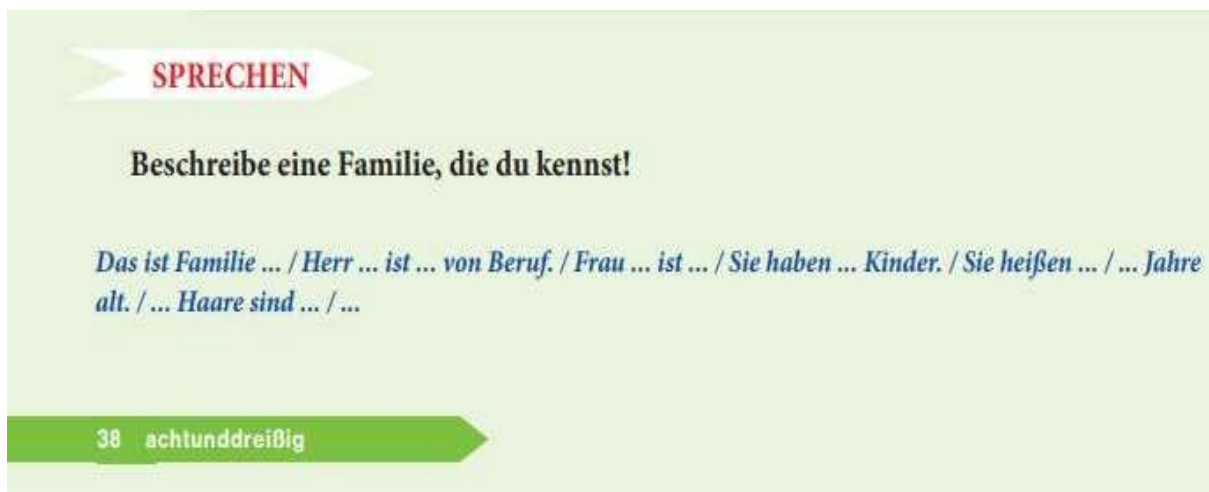 SPRECHEN
Beschreibe eine Familie, die du kennst!
Das ist Familie ... / Herr ... ist ... von Beruf. / Frau ... ist ... / Sie haben ... Kinder. / Sie heißen ... / ... Jahre
alt. / ... Haare sind ... / ...
38 achtunddreißig